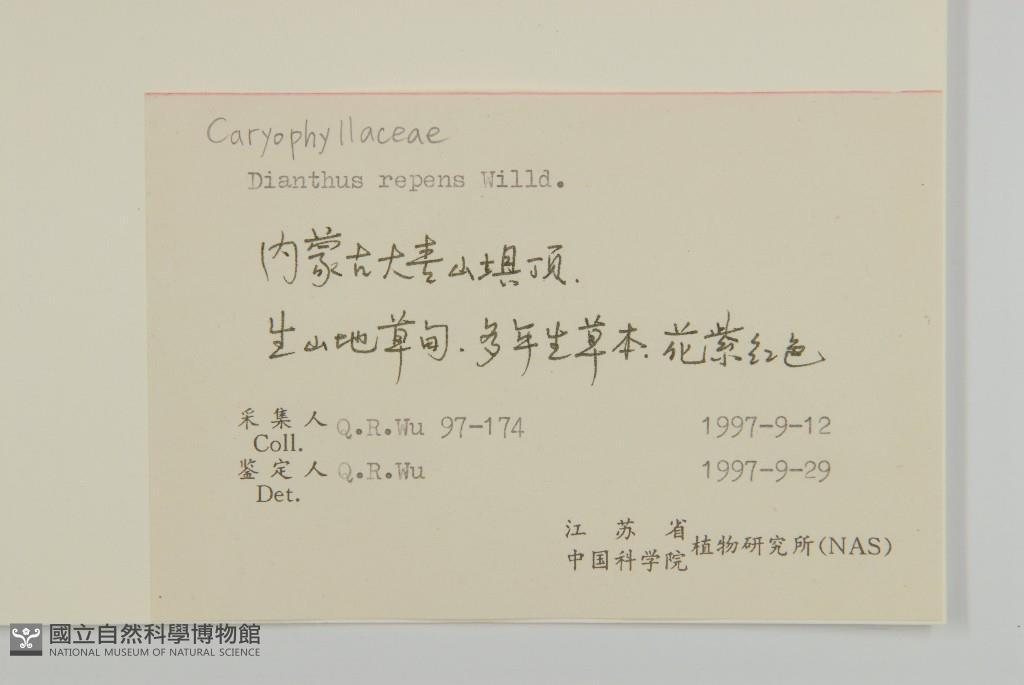 Caryophyllaceae
Dianthus repens Willd.
内蒙古大青山坝顶.
生山地草甸.多年生草本.花紫红色
采集人 Q.R.Wu 97-174 1997-9-12
Coll.
鉴定人 Q.R.Wu 1997-9-29
Det.
江苏省
中国科学院 植物研究所(NAS)
國立自然科學博物館
NATIONAL MUSEUM OF NATURAL SCIENCE